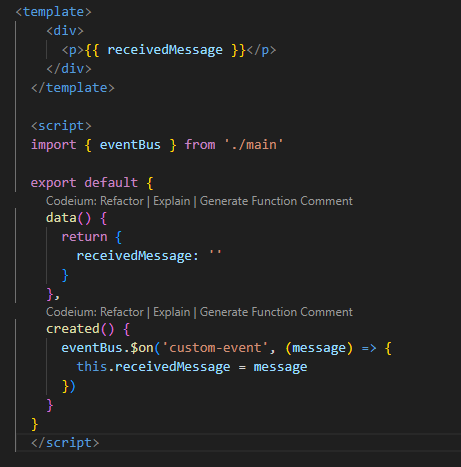 <template>
    <div>
      <p>{{ receivedMessage }}</p>
    </div>
  </template>

  <script>
  import { eventBus } from './main'

  export default {
    Codeium: Refactor | Explain | Generate Function Comment
    data() {
      return {
        receivedMessage: ''
      }
    },
    Codeium: Refactor | Explain | Generate Function Comment
    created() {
      eventBus.$on('custom-event', (message) => {
        this.receivedMessage = message
      })
    }
  }
  </script>